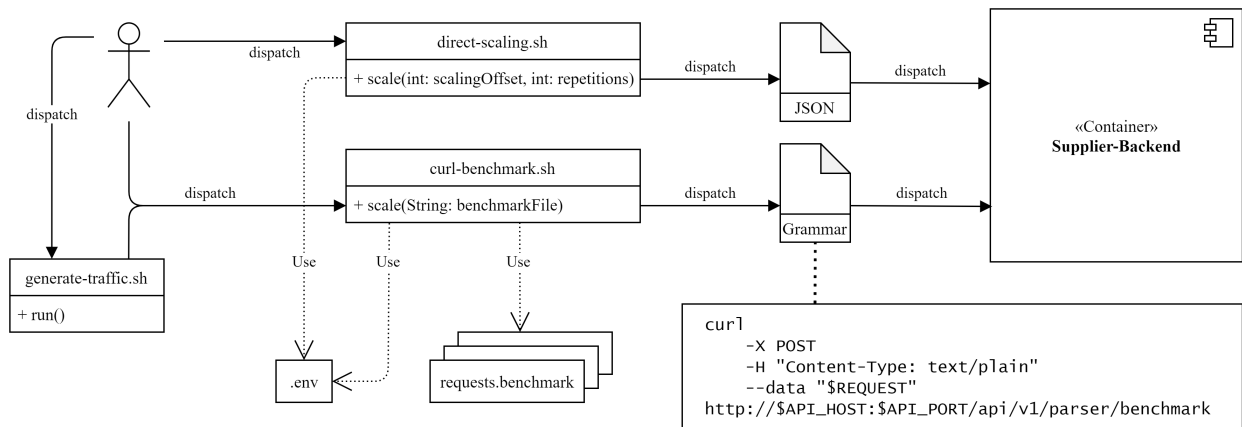 direct-scaling.sh
+ scale(int: scalingOffset, int: repetitions)
dispatch
dispatch
dispatch
JSON
dispatch
«Container»
Supplier-Backend
curl-benchmark.sh
+ scale(String: benchmarkFile)
dispatch
dispatch
Grammar
dispatch
generate-traffic.sh
+ run()
Use
Use
Use
.env
requests.benchmark
curl
-X POST
-H "Content-Type: text/plain"
--data "$REQUEST"
http://$API_HOST:$API_PORT/api/v1/parser/benchmark